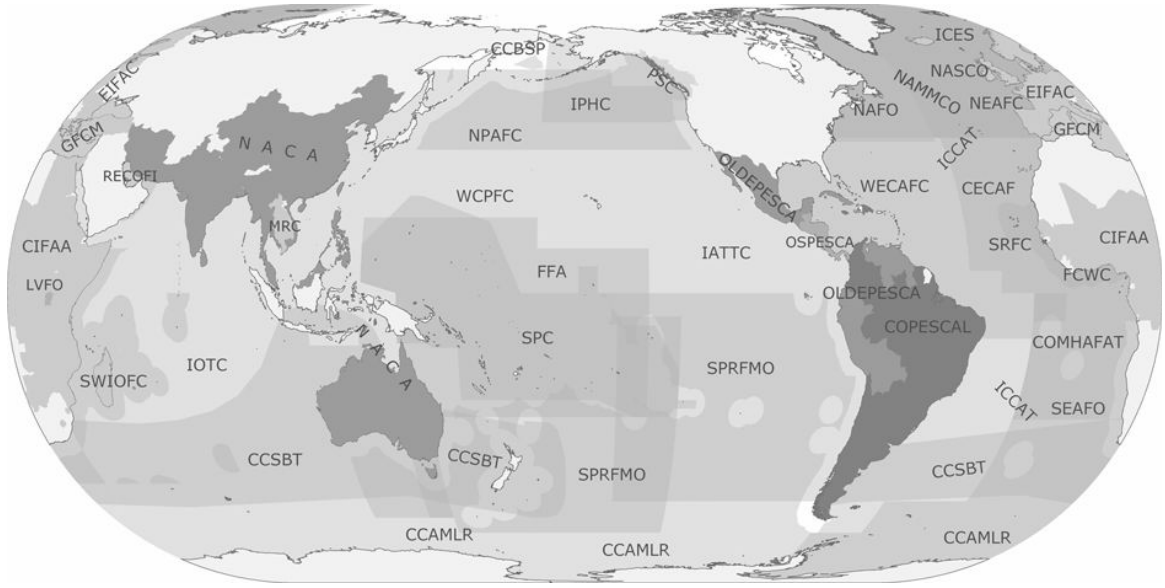 CCBSP
ICES
EIFAC
PSC
NASCO
NAMMCO
NEAFC
EIFAC
IPHC
NAFO
GFCM
NPAFC
GFCM
N A C A
ICCAT
RECOFI
OLDEPESCA
WECAFC
CECAF
WCPFC
MRC
CIFAA
OSPESCA
SRFC
CIFAA
IATTC
LVFO
FFA
FCWC
OLDEPESCA
COPESCAL
N A C A
SPC
COMHAFAT
IOTC
SWIOFC
SPRFMO
ICCAT
SEAFO
CCSBT
CCSBT
SPRFMO
CCSBT
CCAMLR
CCAMLR
CCAMLR